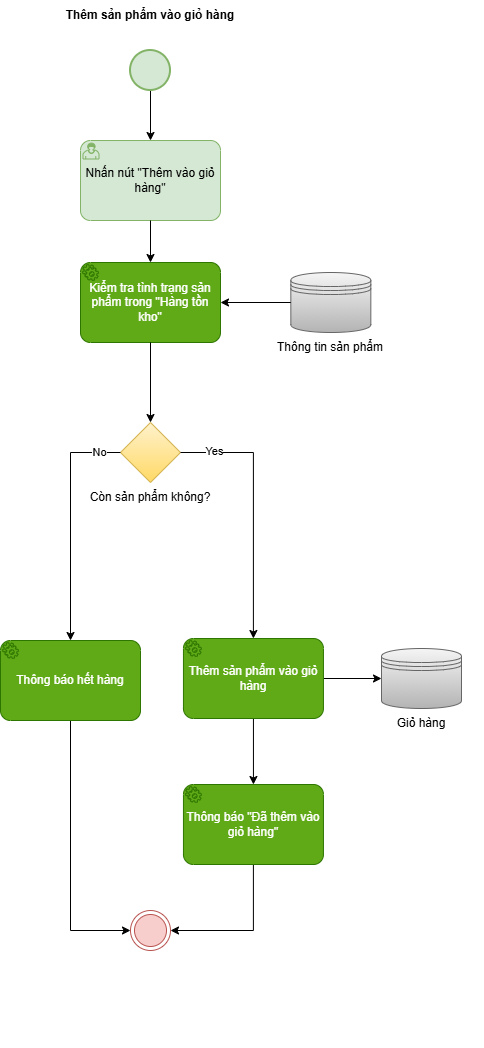 Thêm sản phẩm vào giỏ hàng
Nhấn nút "Thêm vào giỏ
hàng"
Kiểm tra tình trạng sản
phẩm trong "Hàng tồn
kho"
Thông tin sản phẩm
No
Yes
Còn sản phẩm không?
Thông báo hết hàng
Thêm sản phẩm vào giỏ
hàng
Giỏ hàng
Thông báo "Đã thêm vào
giỏ hàng"